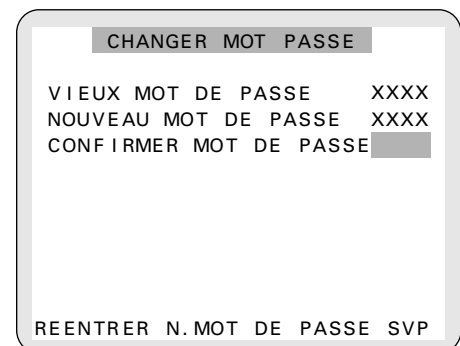 CHANGER MOT PASSE
VIEUX MOT DE PASSE XXXX
NOUVEAU MOT DE PASSE XXXX
CONFIRMER MOT DE PASSE
REENTRER N.MOT DE PASSE SVP